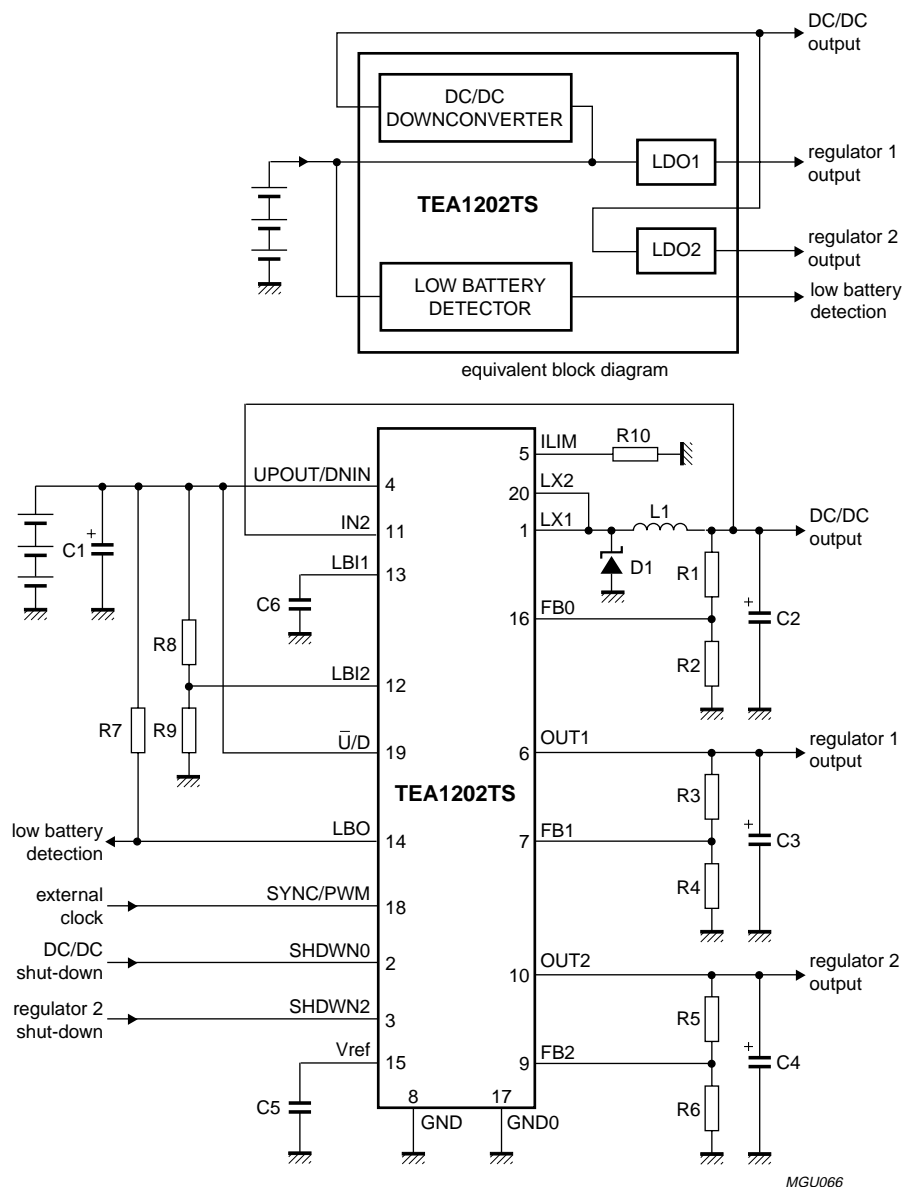 DC/DC
output
DC/DC
DOWNCONVERTER
LDO1
regulator 1
output
TEA1202TS
LDO2
regulator 2
output
LOW BATTERY
DETECTOR
low battery
detection
equivalent block diagram
UPOUT/DNIN
4
5
ILIM
R10
20
LX2
IN2
11
1
LX1
L1
DC/DC
output
C1
LBI1
13
C6
D1
R1
16
FB0
C2
R8
R2
LBI2
12
R7
R9
U̅/D
19
6
OUT1
regulator 1
output
TEA1202TS
R3
low battery
detection
LBO
14
7
FB1
C3
R4
external
clock
SYNC/PWM
18
DC/DC
shut-down
SHDWN0
2
10
OUT2
regulator 2
output
regulator 2
shut-down
SHDWN2
3
R5
Vref
15
9
FB2
C4
C5
R6
8
GND
17
GND0
MGU066